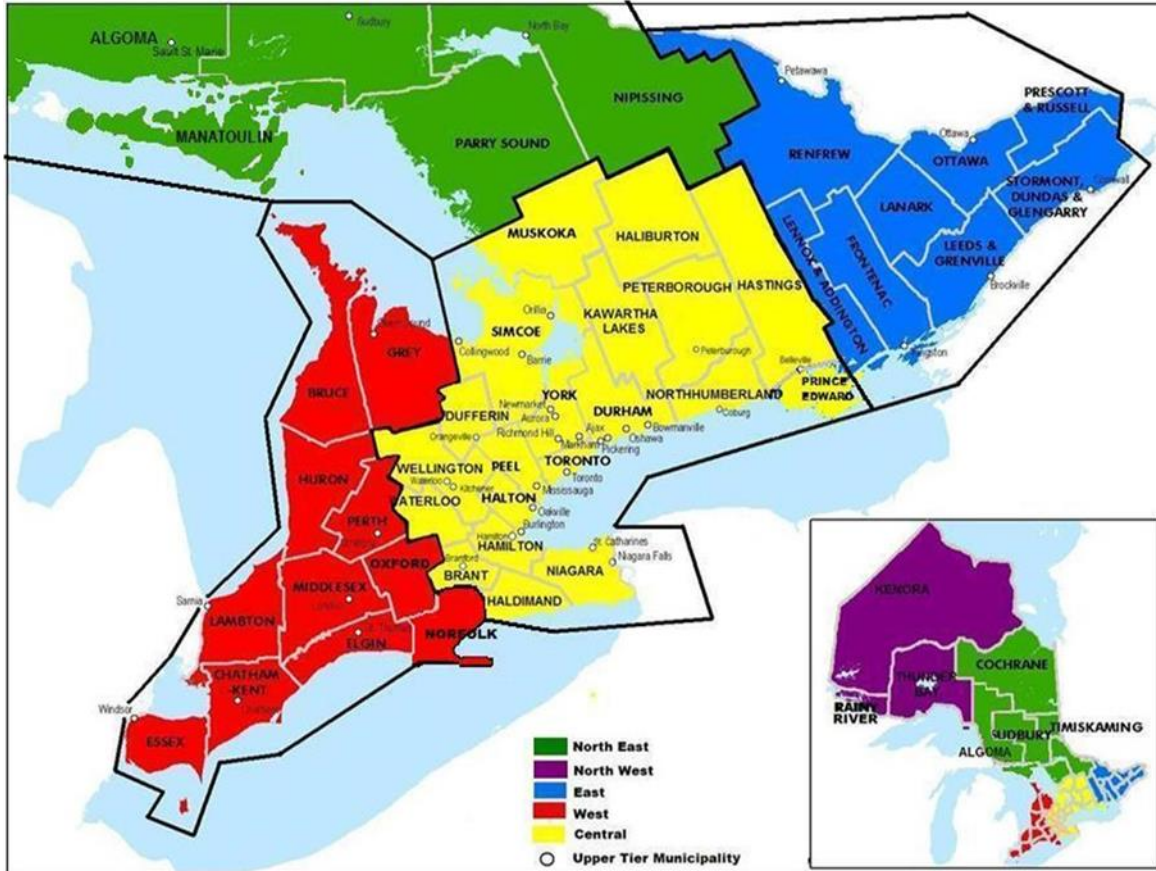 ALGOMA
Sault St. Marie
Sudbury
North Bay
MANATOULIN
PARRY SOUND
NIPISSING
Petawawa
RENFREW
Ottawa
OTTAWA
PRESCOTT
& RUSSELL
STORMONT,
DUNDAS &
GLENGARRY
Cornwall
LANARK
LEEDS &
GRENVILLE
Brockville
LENNOX & ADDINGTON
FRONTENAC
Kingston
MUSKOKA
HALIBURTON
PETERBOROUGH
HASTINGS
KAWARTHA
LAKES
Orillia
SIMCOE
Collingwood
Barrie
Peterborough
Belleville
PRINCE
EDWARD
NORTHHUMBERLAND
Coburg
GREY
BRUCE
DUFFERIN
YORK
Newmarket
Aurora
DURHAM
Orangeville
Richmond Hill
Ajax
Bowmanville
Markham
Oshawa
Pickering
TORONTO
Toronto
WELLINGTON
PEEL
Waterloo
Kitchener
Mississauga
WATERLOO
HALTON
Oakville
Burlington
Hamilton
HAMILTON
St. Catharines
Niagara Falls
NIAGARA
Brantford
BRANT
HALDIMAND
HURON
PERTH
OXFORD
MIDDLESEX
London
Sarnia
LAMBTON
St. Thomas
ELGIN
NORFOLK
CHATHAM
-KENT
Windsor
ESSEX
North East
North West
East
West
Central
Upper Tier Municipality
KENORA
COCHRANE
THUNDER
BAY
RAINY
RIVER
TIMISKAMING
SUDBURY
ALGOMA